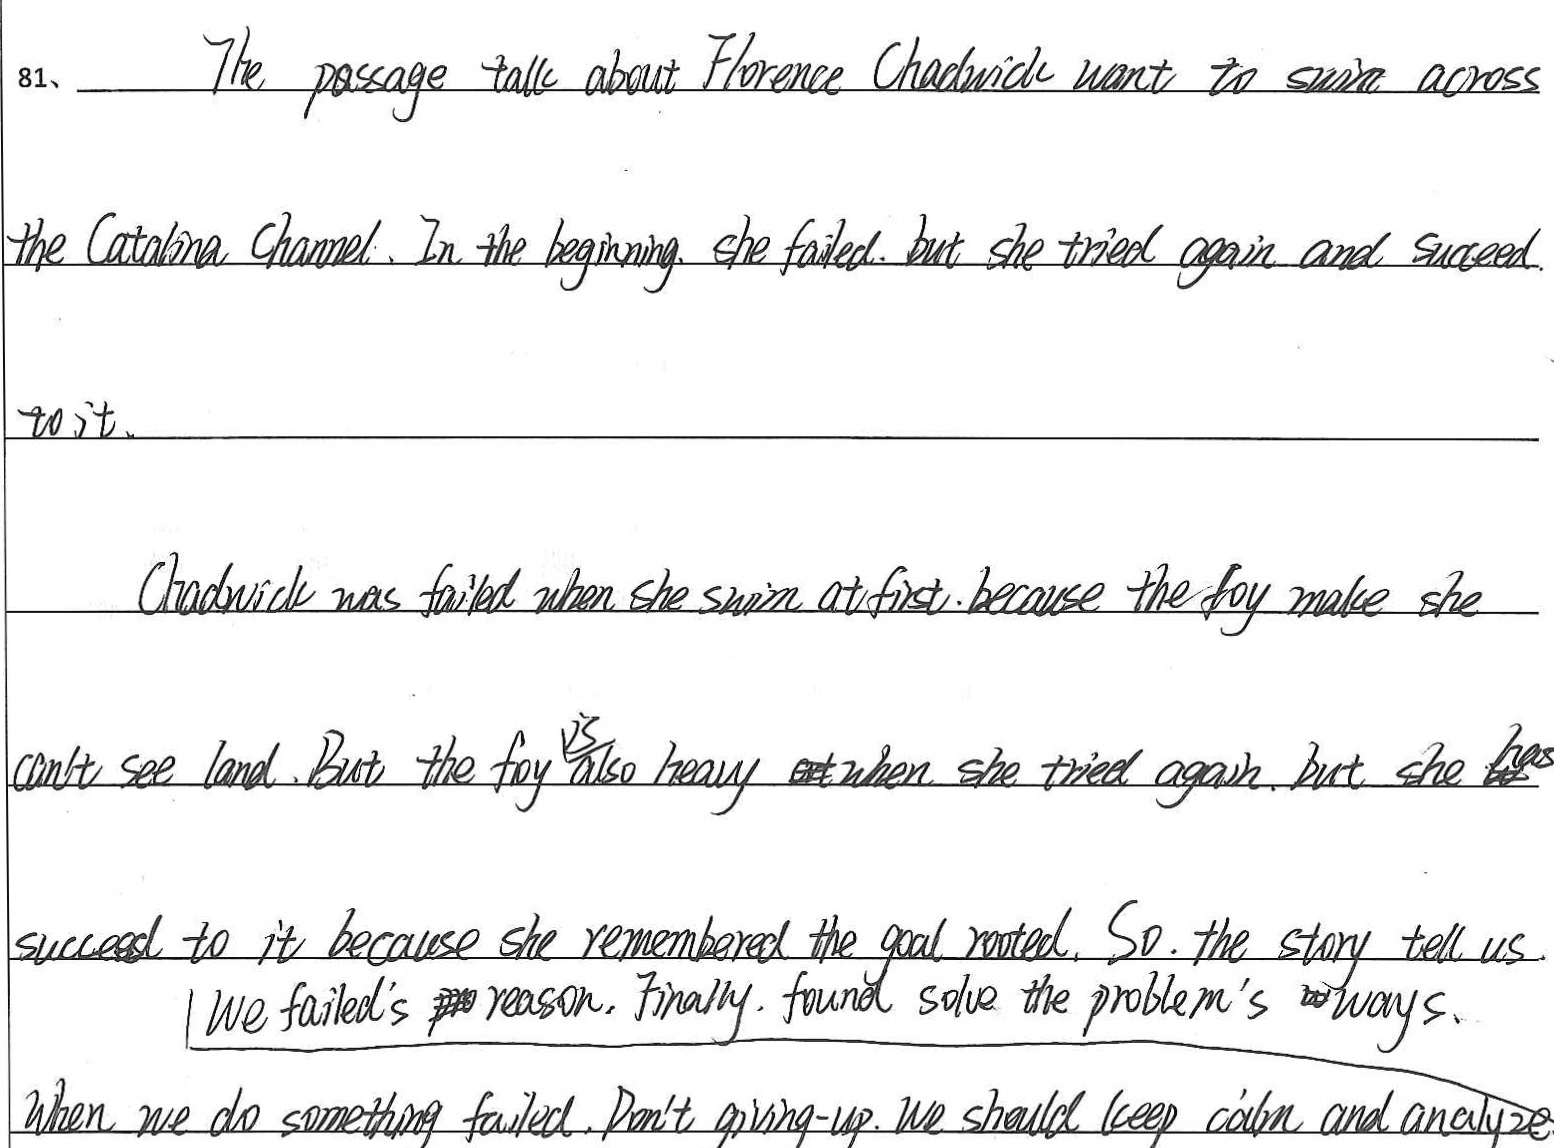 81、 The passage talk about Florence Chadwick want to swim across
the Catalina Channel. In the beginning. she failed. but she tried again and succeed.
to it.
Chadwick was failed when she swim at first. because the foy make she
can't see land. But the foy is also heavy when she tried again. but she has
succeed to it because she remembered the goal rooted. So. the story tell us.
We failed's reason. Finally. found solve the problem's ways.
When we do something failed. Don't giving-up. We should keep calm and analyze